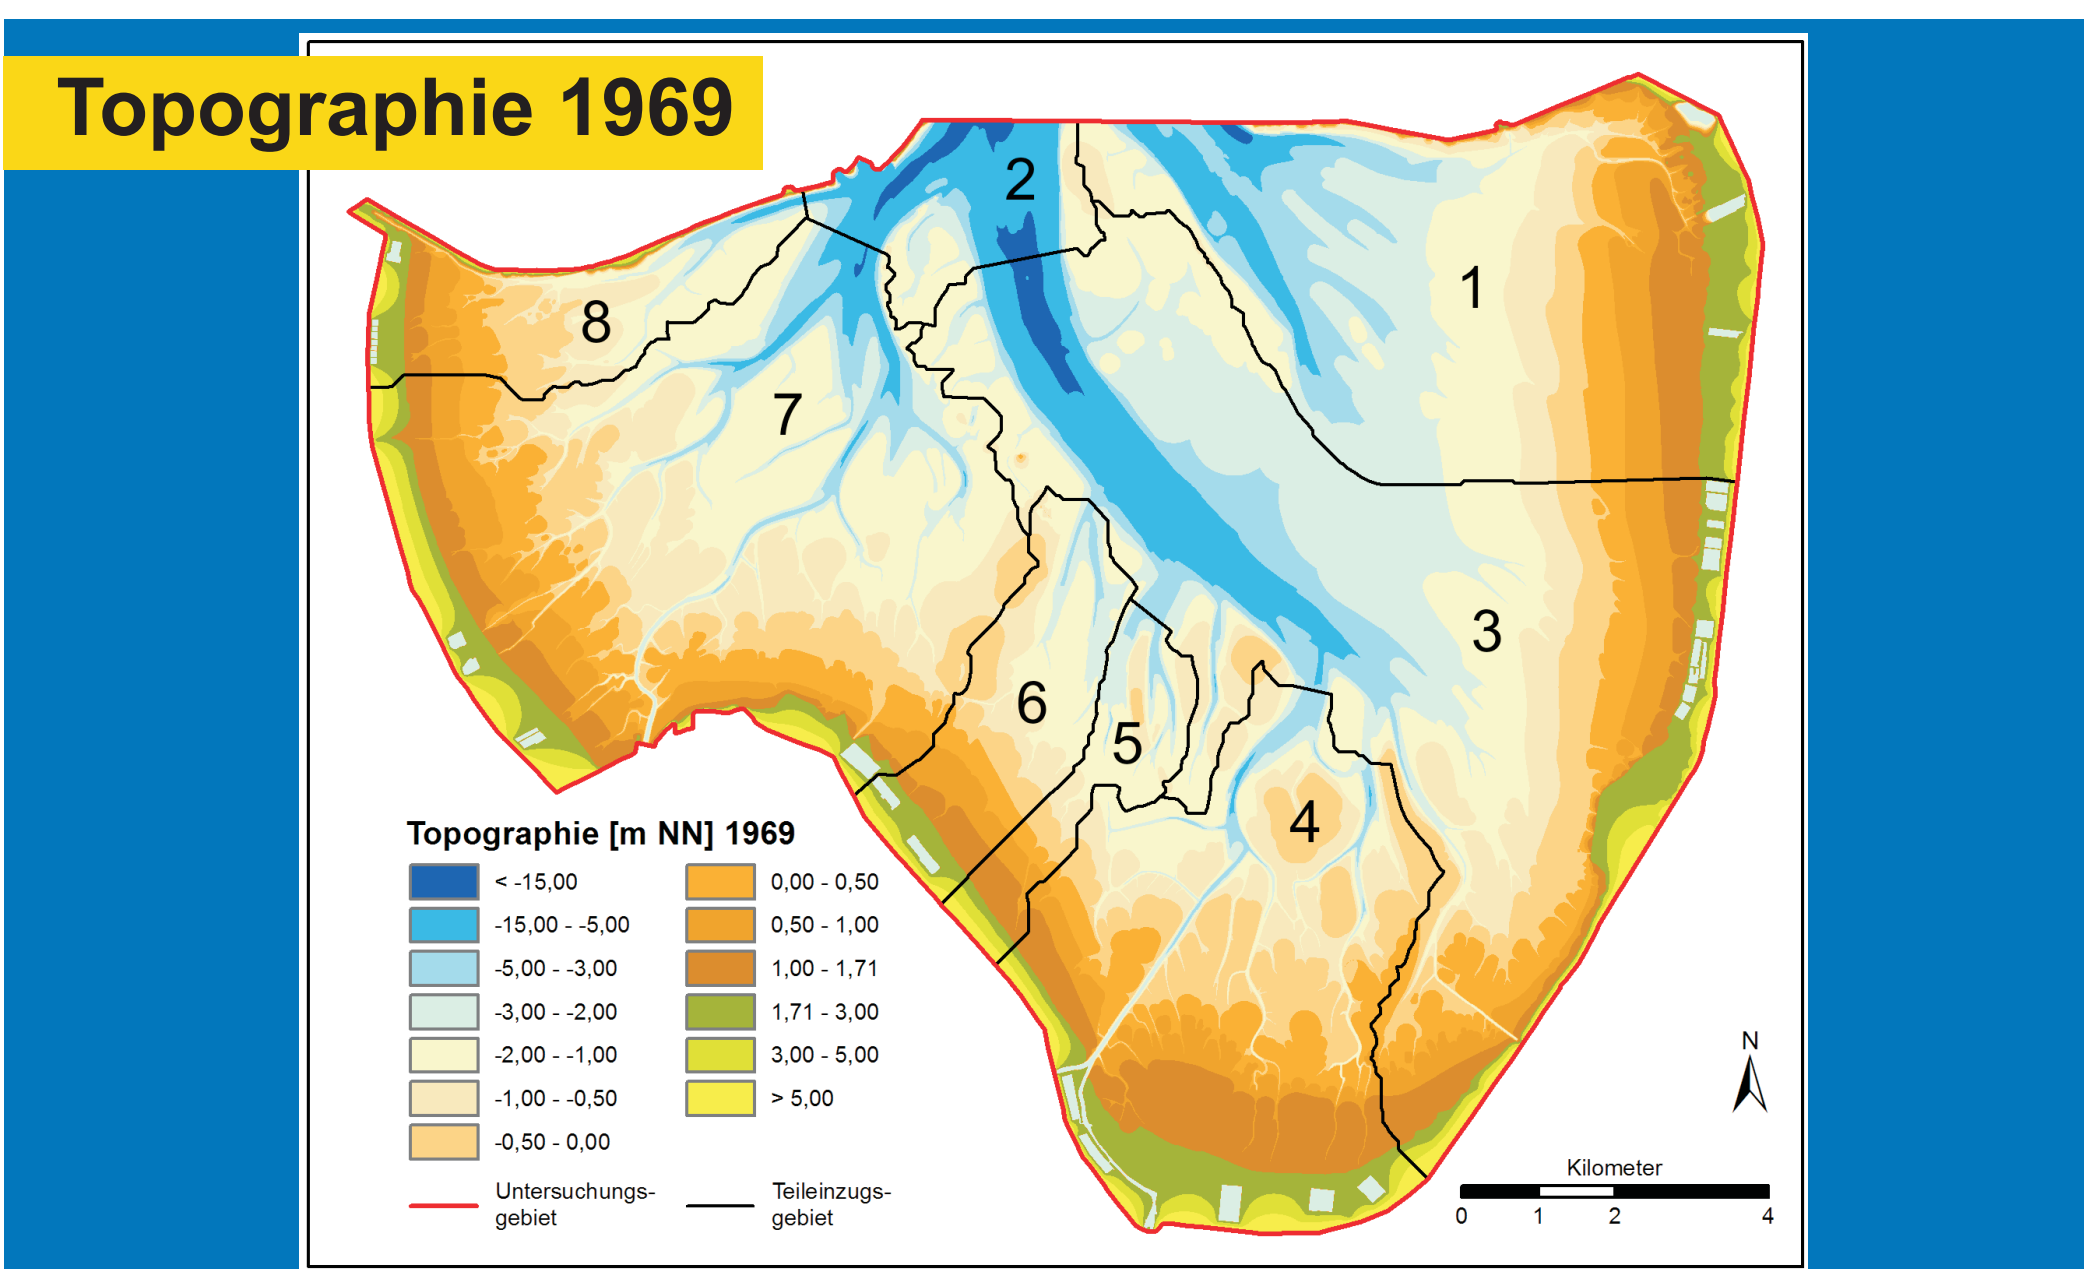 Topographie 1969
2
1
8
7
3
6
5
4
Topographie [m NN] 1969
< -15,00
-15,00 - -5,00
-5,00 - -3,00
-3,00 - -2,00
-2,00 - -1,00
-1,00 - -0,50
-0,50 - 0,00
0,00 - 0,50
0,50 - 1,00
1,00 - 1,71
1,71 - 3,00
3,00 - 5,00
> 5,00
Untersuchungs-
gebiet
Teileinzugs-
gebiet
N
Kilometer
0 1 2 4